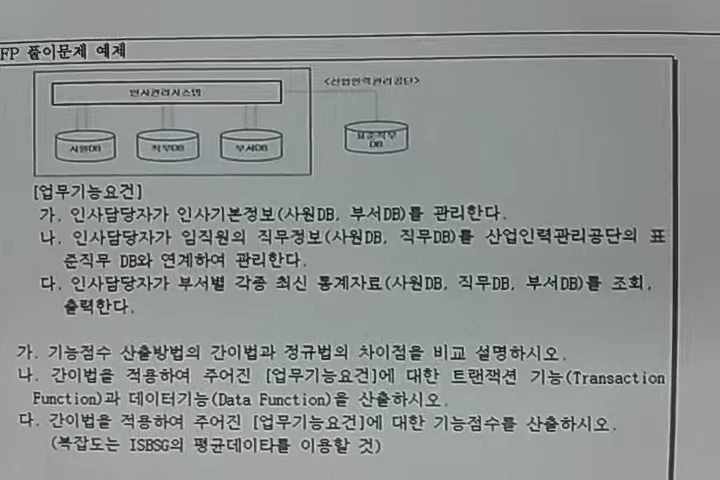 FP 풀이문제 예제
<산업인력관리공단>
인사관리시스템
사원DB
직무DB
부서DB
표준직무
DB
[업무기능요건]
가. 인사담당자가 인사기본정보(사원DB, 부서DB)를 관리한다.
나. 인사담당자가 임직원의 직무정보(사원DB, 직무DB)를 산업인력관리공단의 표
준직무 DB와 연계하여 관리한다.
다. 인사담당자가 부서별 각종 최신 통계자료(사원DB, 직무DB, 부서DB)를 조회,
출력한다.
가. 기능점수 산출방법의 간이법과 정규법의 차이점을 비교 설명하시오.
나. 간이법을 적용하여 주어진 [업무기능요건]에 대한 트랜잭션 기능(Transaction
Function)과 데이터기능(Data Function)을 산출하시오.
다. 간이법을 적용하여 주어진 [업무기능요건]에 대한 기능점수를 산출하시오.
(복잡도는 ISBSG의 평균데이타를 이용할 것)